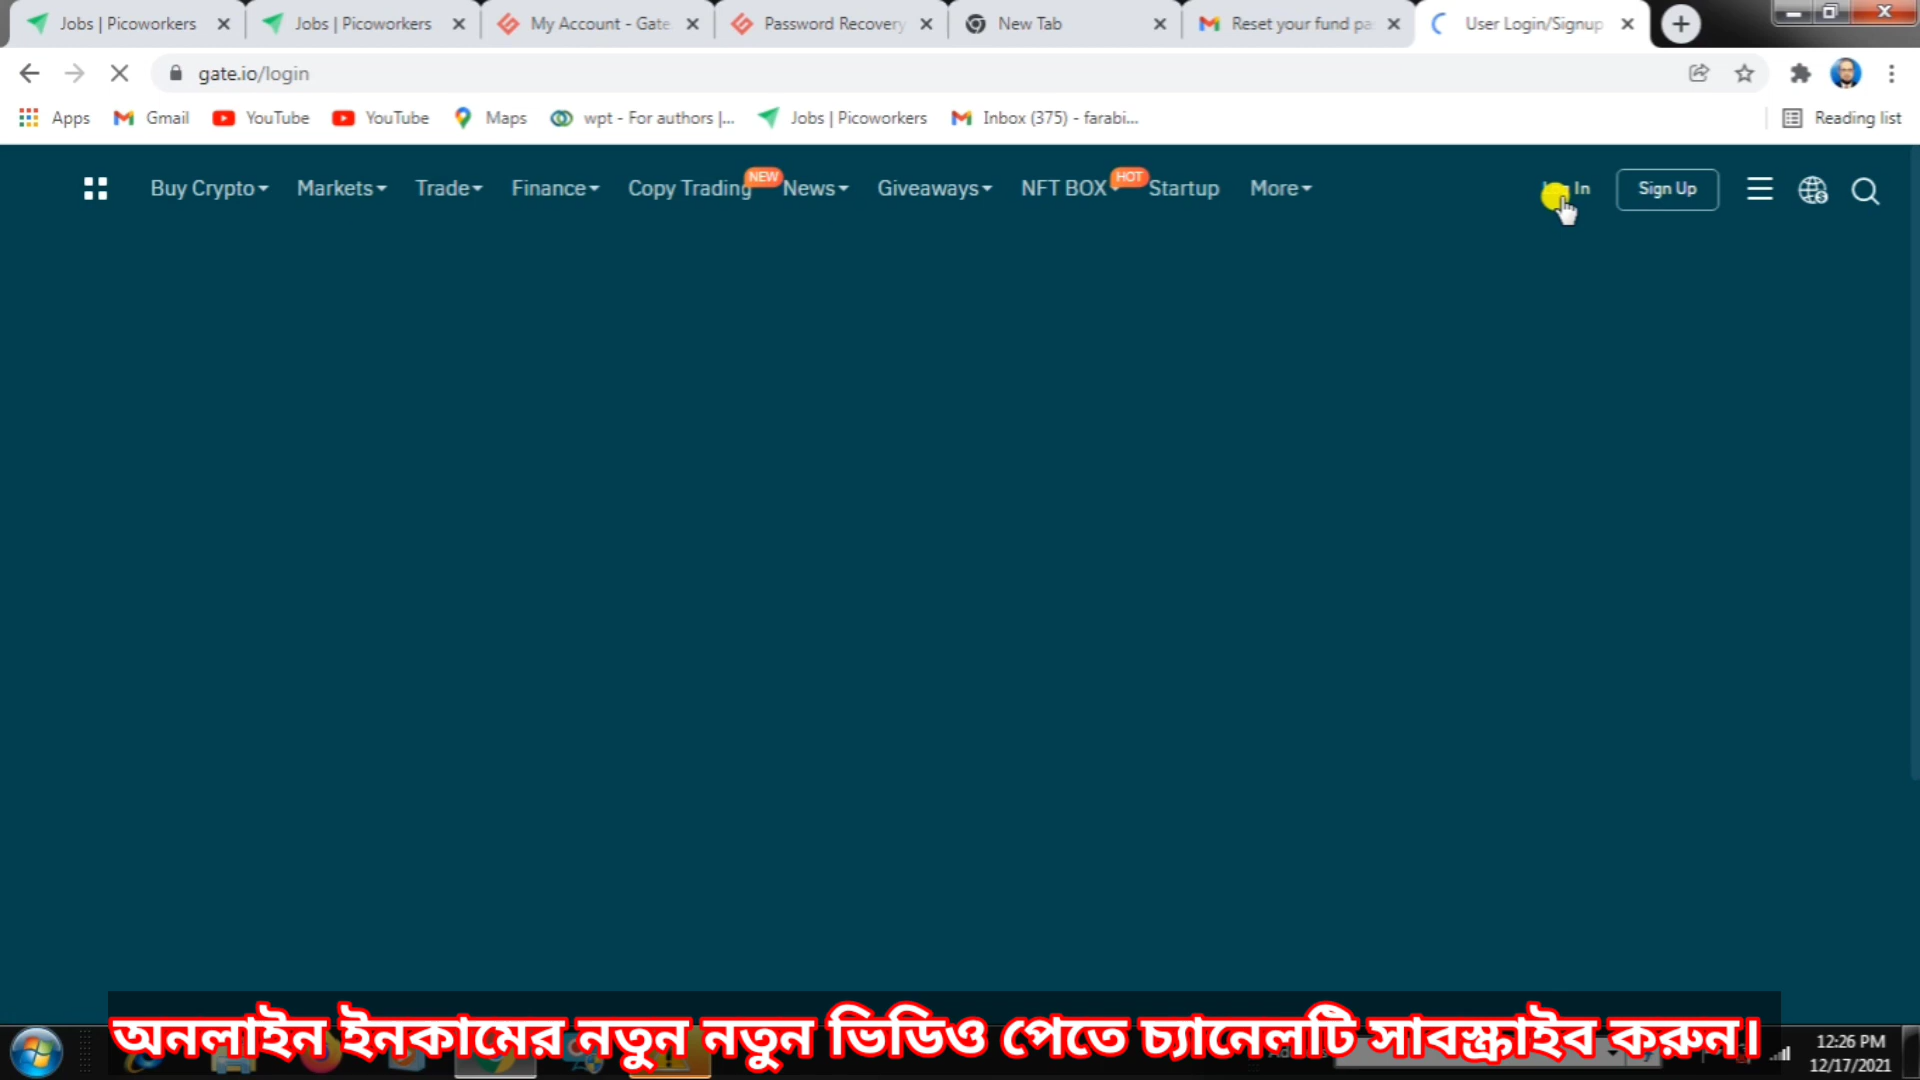 Jobs | Picoworkers
Jobs | Picoworkers
My Account - Gate
Password Recovery
New Tab
Reset your fund pa
User Login/Signup
gate.io/login
Apps
Gmail
YouTube
YouTube
Maps
wpt - For authors |...
Jobs | Picoworkers
Inbox (375) - farabi...
Reading list
Buy Crypto
Markets
Trade
Finance
Copy Trading
NEW
News
Giveaways
NFT BOX
HOT
Startup
More
In
Sign Up
অনলাইন ইনকামের নতুন নতুন ভিডিও পেতে চ্যানেলটি সাবস্ক্রাইব করুন।
12:26 PM
12/17/2021